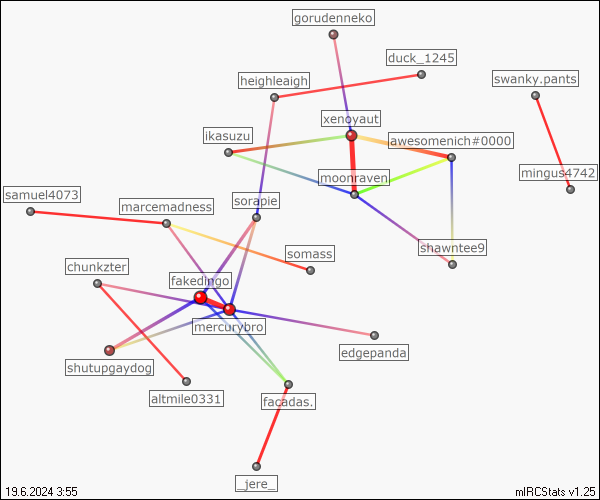 gorudenneko
duck_1245
heighleaigh
swanky.pants
xenoyaut
ikasuzu
awesomenich#0000
moonraven
mingus4742
samuel4073
sorapie
marcemadness
shawntee9
somass
chunkzter
fakedingo
mercurybro
edgepanda
shutupgaydog
altmile0331
facadas.
_jere_
19.6.2024 3:55
mIRCStats v1.25